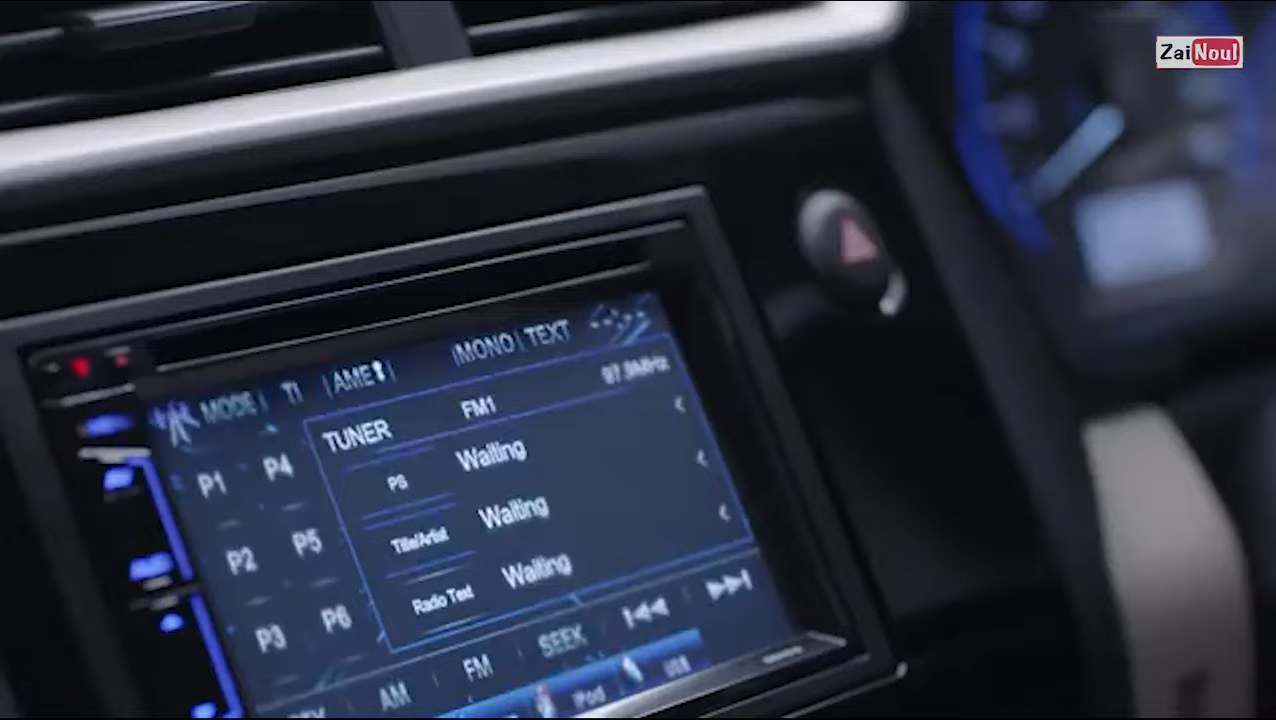 ZaiNoul
MODE TI AME MONO TEXT
TUNER FM1 97.9MHz
P1 P4
PS Waiting
P2 P5
Title/Artist Waiting
P3 P6
Radio Text Waiting
AM FM SEEK
iPod USB